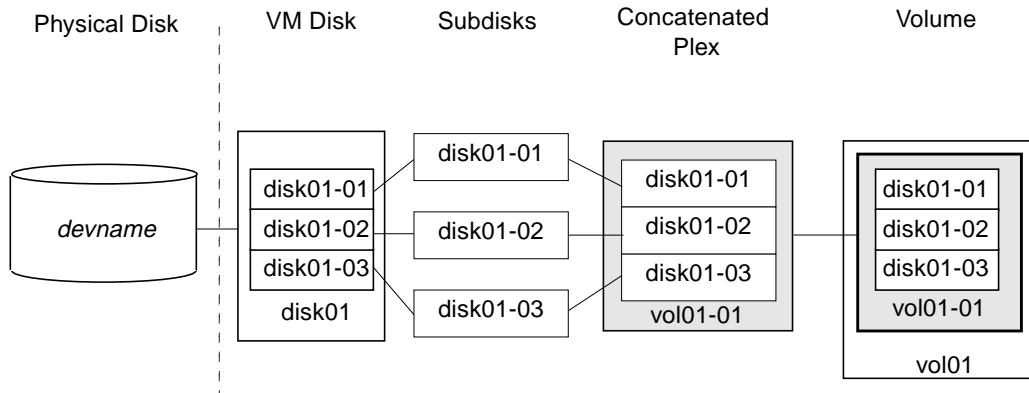 Physical Disk
VM Disk
Subdisks
Concatenated
Plex
Volume
devname
disk01-01
disk01-02
disk01-03
disk01
disk01-01
disk01-02
disk01-03
disk01-01
disk01-02
disk01-03
vol01-01
disk01-01
disk01-02
disk01-03
vol01-01
vol01